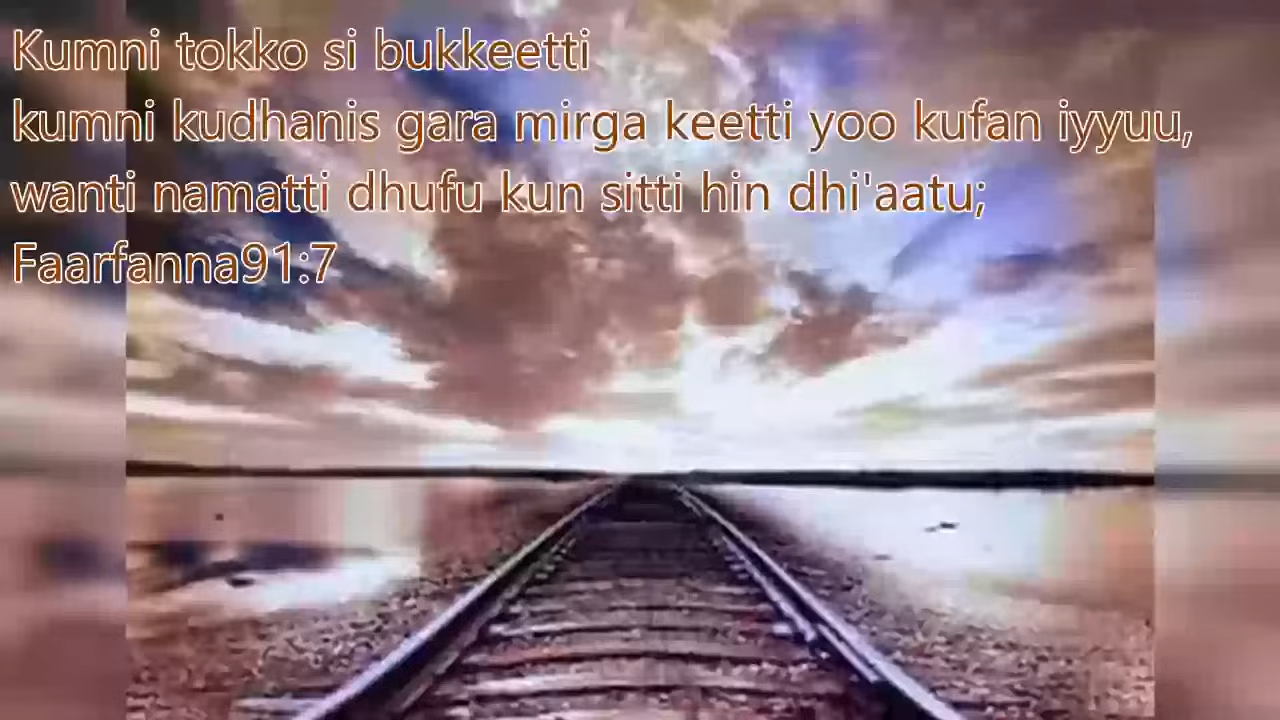 Kumni tokko si bukkeetti
kumni kudhanis gara mirga keetti yoo kufan iyyuu,
wanti namatti dhufu kun sitti hin dhi'aatu;
Faarfanna91:7